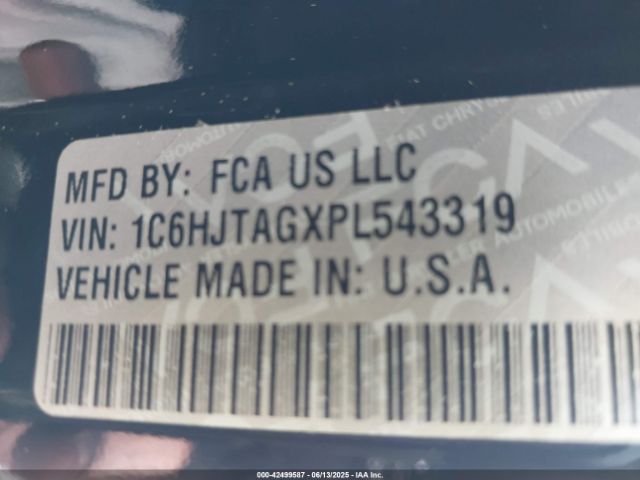 MFD BY: FCA US LLC
VIN: 1C6HJTAGXPL543319
VEHICLE MADE IN: U.S.A.
000-42499587 - 06/13/2025 - IAA Inc.